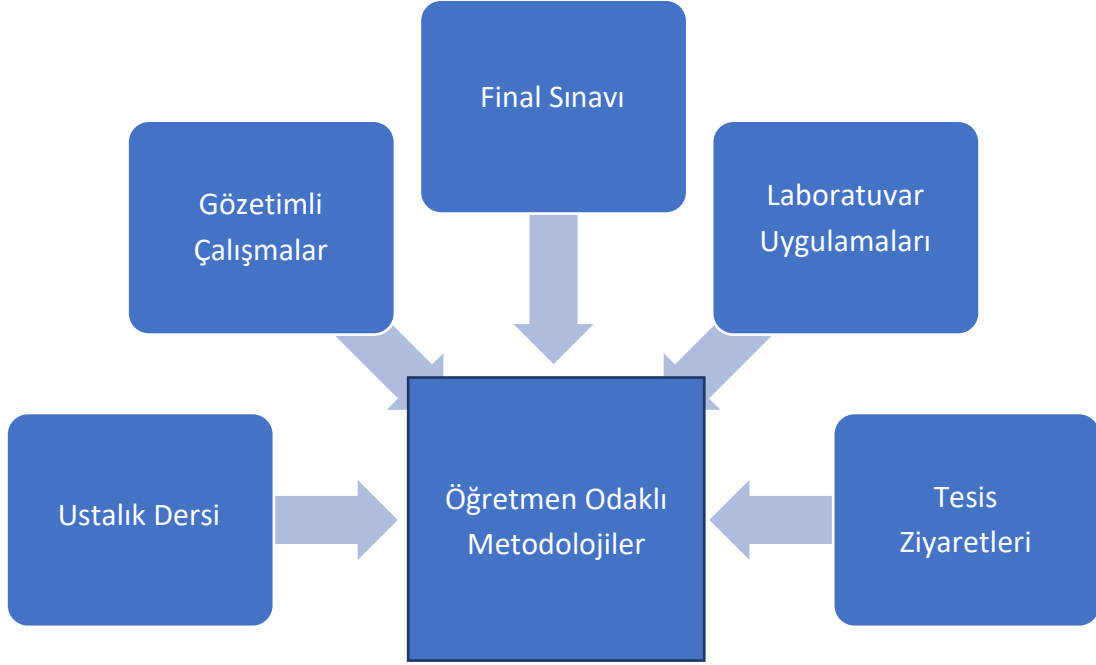 Final Sınavı
Gözetimli
Çalışmalar
Laboratuvar
Uygulamaları
Ustalık Dersi
Öğretmen Odaklı
Metodolojiler
Tesis
Ziyaretleri